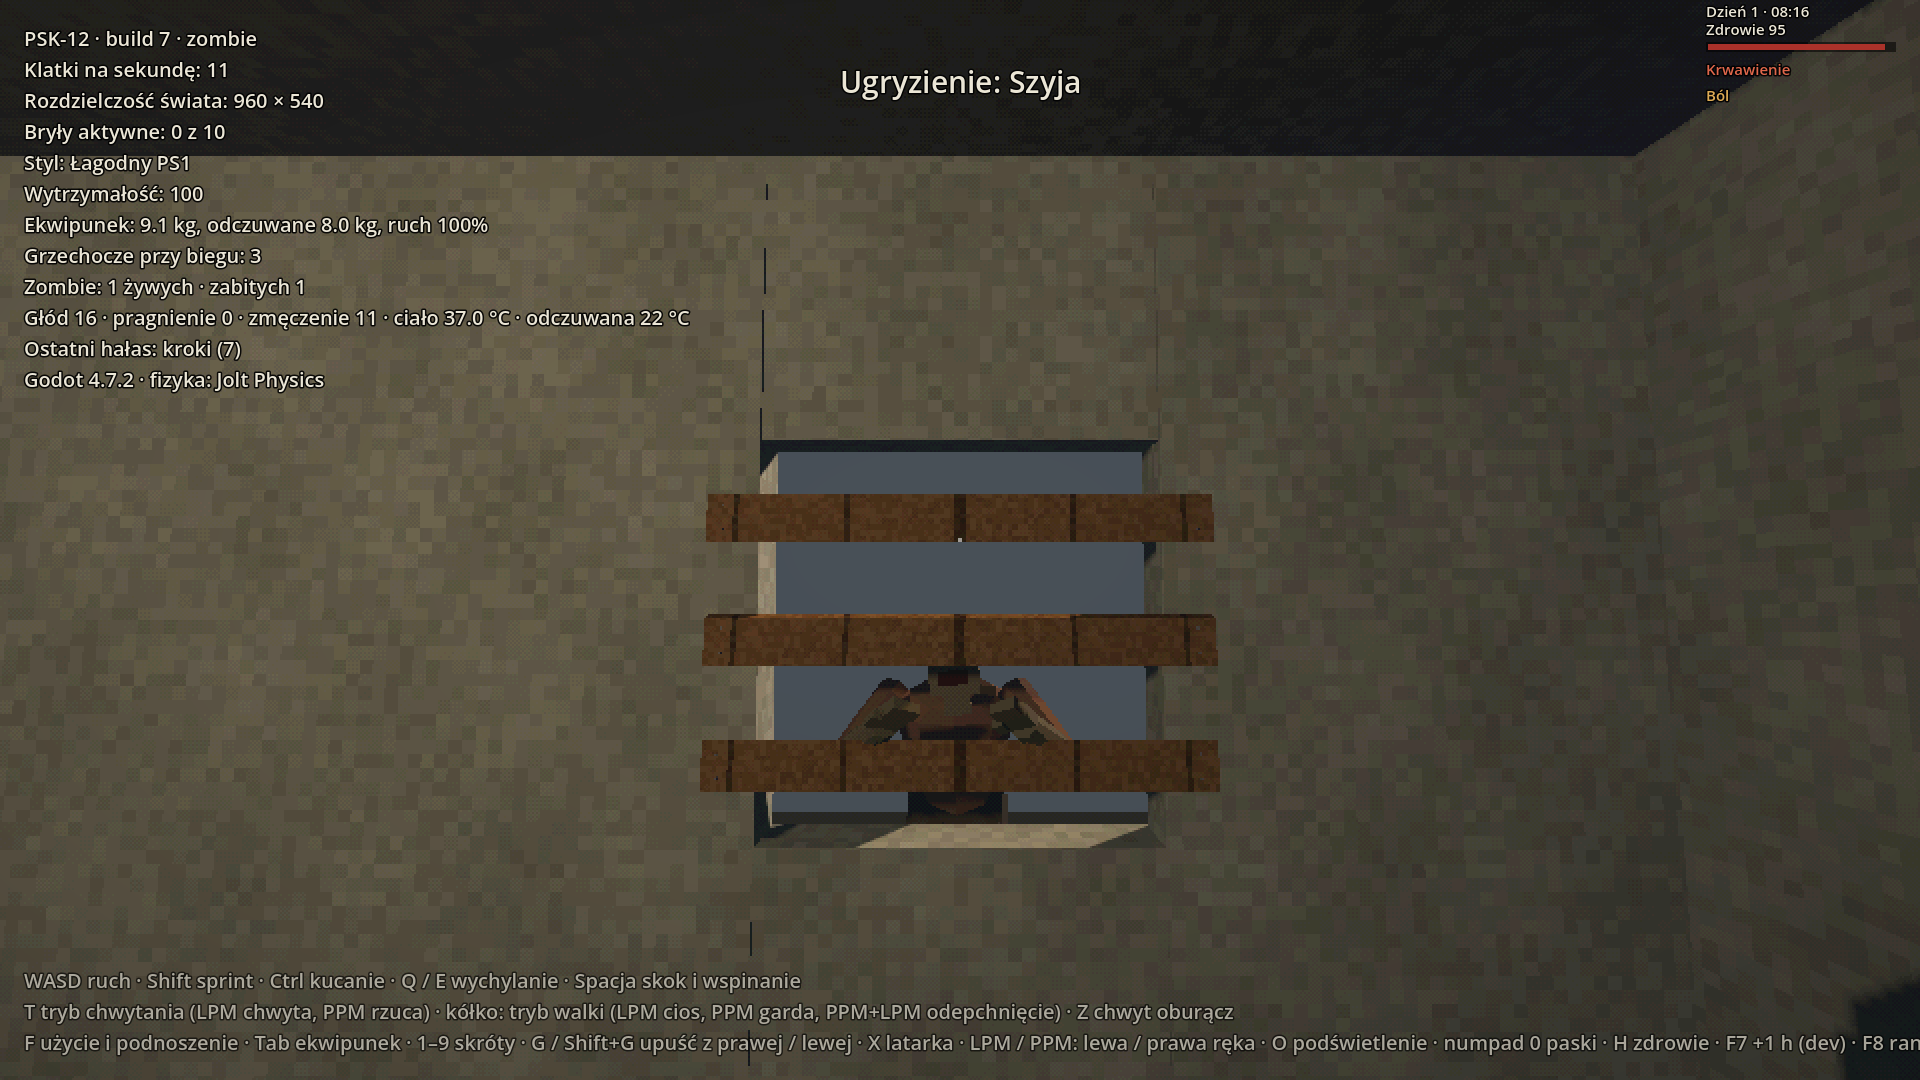 PSK-12 · build 7 · zombie
Klatki na sekundę: 11
Rozdzielczość świata: 960 × 540
Bryły aktywne: 0 z 10
Styl: Łagodny PS1
Wytrzymałość: 100
Ekwipunek: 9.1 kg, odczuwane 8.0 kg, ruch 100%
Grzechocze przy biegu: 3
Zombie: 1 żywych · zabitych 1
Głód 16 · pragnienie 0 · zmęczenie 11 · ciało 37.0 °C · odczuwana 22 °C
Ostatni hałas: kroki (7)
Godot 4.7.2 · fizyka: Jolt Physics
Ugryzienie: Szyja
Dzień 1 · 08:16
Zdrowie 95
Krwawienie
Ból
WASD ruch · Shift sprint · Ctrl kucanie · Q / E wychylanie · Spacja skok i wspinanie
T tryb chwytania (LPM chwyta, PPM rzuca) · kółko: tryb walki (LPM cios, PPM garda, PPM+LPM odepchnięcie) · Z chwyt oburącz
F użycie i podnoszenie · Tab ekwipunek · 1–9 skróty · G / Shift+G upuść z prawej / lewej · X latarka · LPM / PPM: lewa / prawa ręka · O podświetlenie · numpad 0 paski · H zdrowie · F7 +1 h (dev) · F8 ran